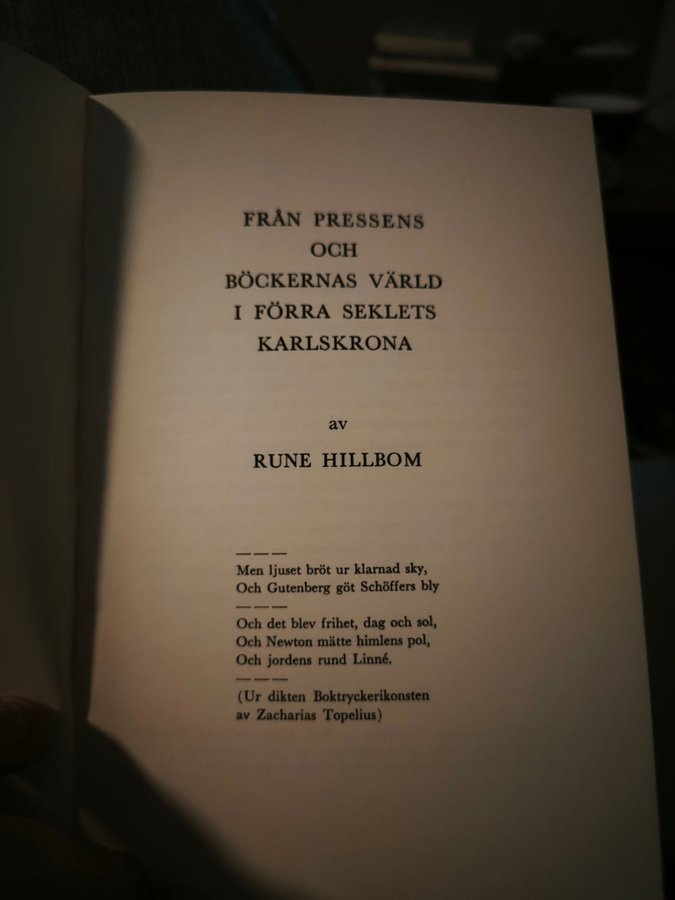 FRÅN PRESSENS
OCH
BÖCKERNAS VÄRLD
I FÖRRA SEKLETS
KARLSKRONA
av
RUNE HILLBOM
———
Men ljuset bröt ur klarnad sky,
Och Gutenberg göt Schöffers bly
———
Och det blev frihet, dag och sol,
Och Newton mätte himlens pol,
Och jordens rund Linné.
———
(Ur dikten Boktryckerikonsten
av Zacharias Topelius)